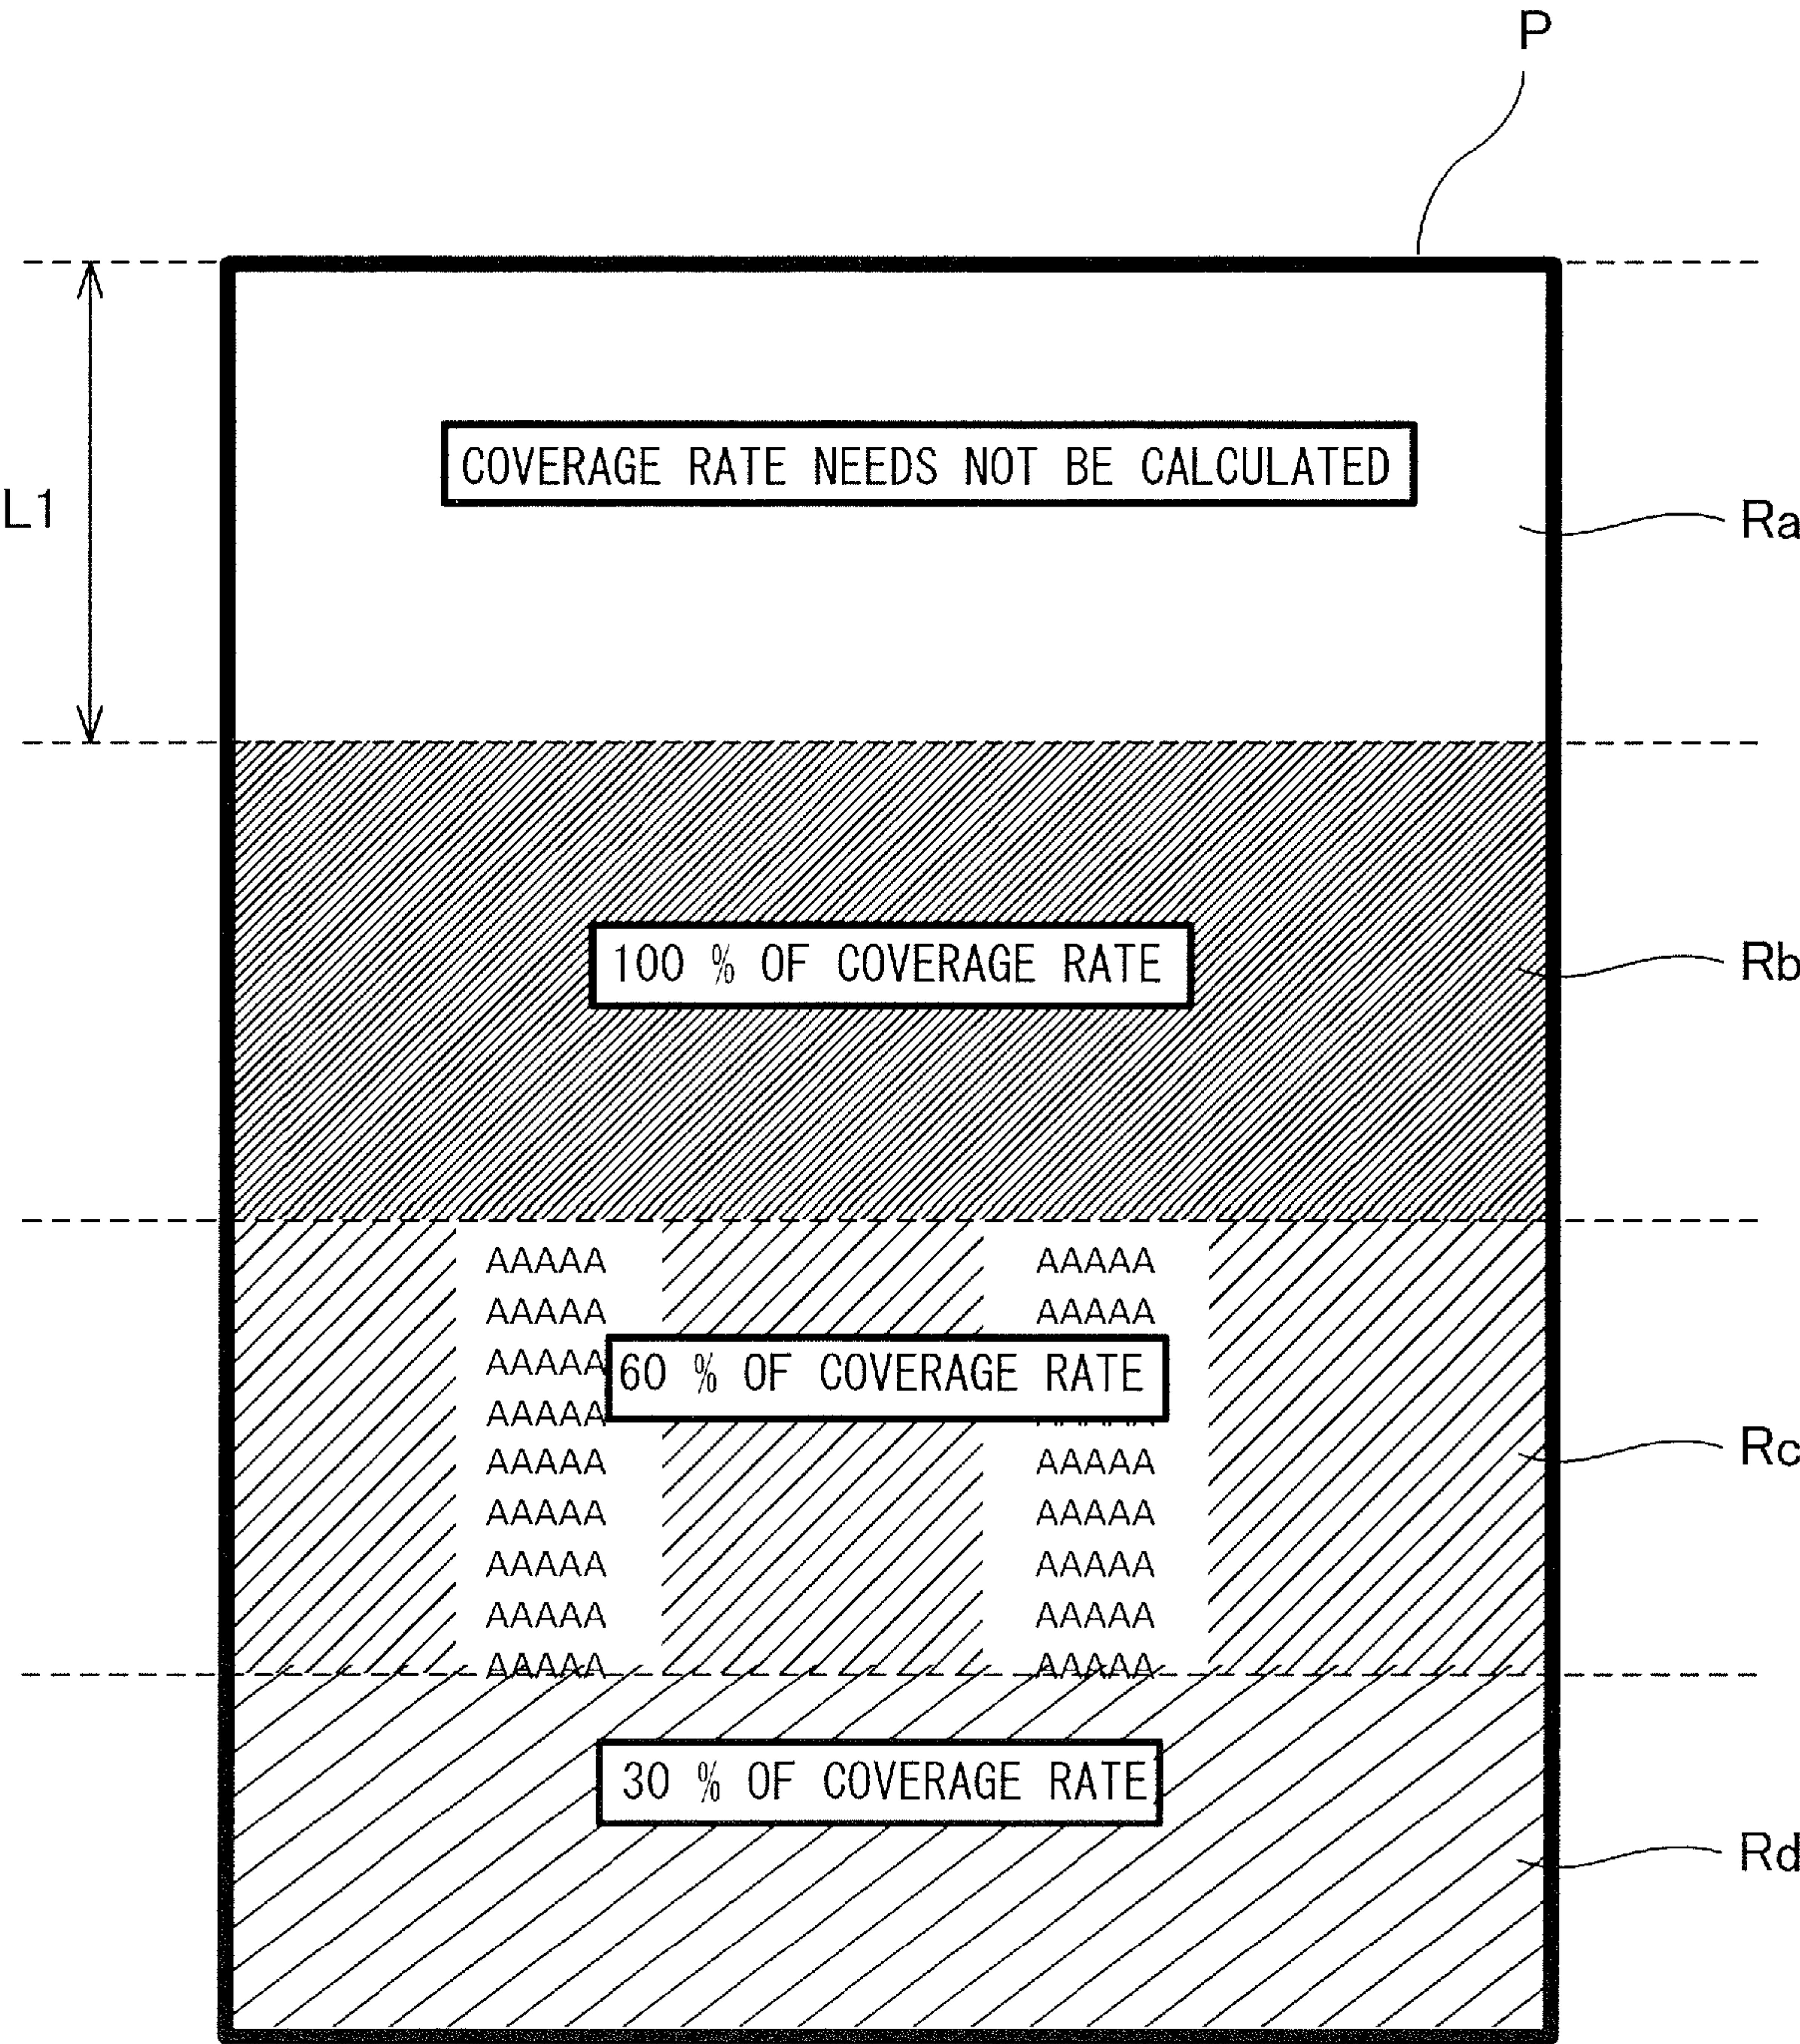 P
COVERAGE RATE NEEDS NOT BE CALCULATED
L1
Ra
100 % OF COVERAGE RATE
Rb
AAAAA AAAAA
AAAAA AAAAA
AAAAA
60 % OF COVERAGE RATE
AAAAA
AAAAA AAAAA
Rc
AAAAA AAAAA
AAAAA AAAAA
AAAAA AAAAA
AAAAA AAAAA
30 % OF COVERAGE RATE
Rd